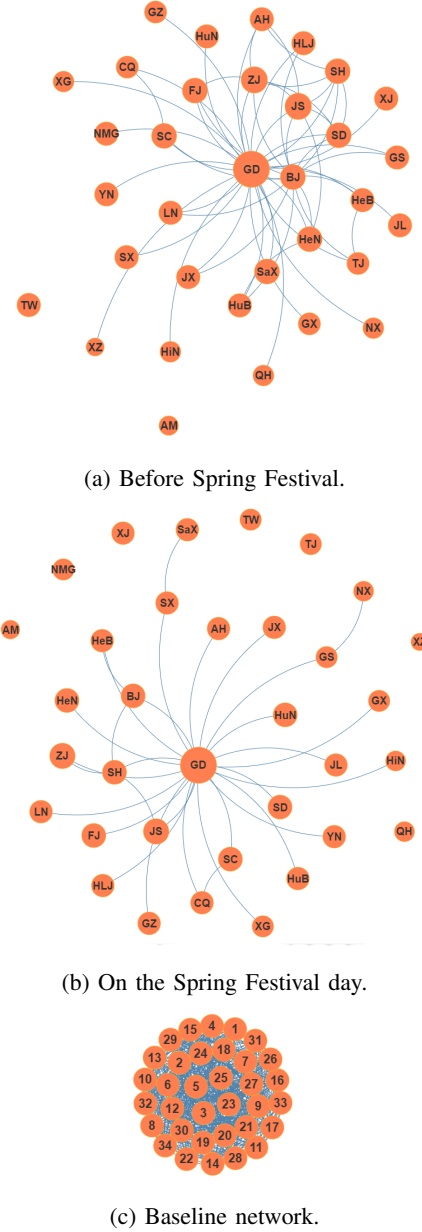 GZ
AH
HuN
HLJ
CQ
SH
XG
ZJ
FJ
XJ
JS
NMG
SC
SD
GS
GD
BJ
YN
HeB
LN
JL
HeN
SX
TJ
SaX
JX
TW
HuB
GX
NX
XZ
HiN
QH
AM
(a) Before Spring Festival.
TW
SaX
XJ
TJ
NMG
NX
SX
AM
AH
JX
HeB
XZ
GS
BJ
HeN
GX
HuN
ZJ
GD
HiN
SH
JL
SD
LN
JS
QH
FJ
YN
SC
HuB
HLJ
CQ
GZ
XG
(b) On the Spring Festival day.
15 4 1
29 31
24 18
13 2 7 26
25
10 6 5 27 16
32 12 3 23 9 33
8 30 20 21 17
34 19 11
22 14 28
(c) Baseline network.